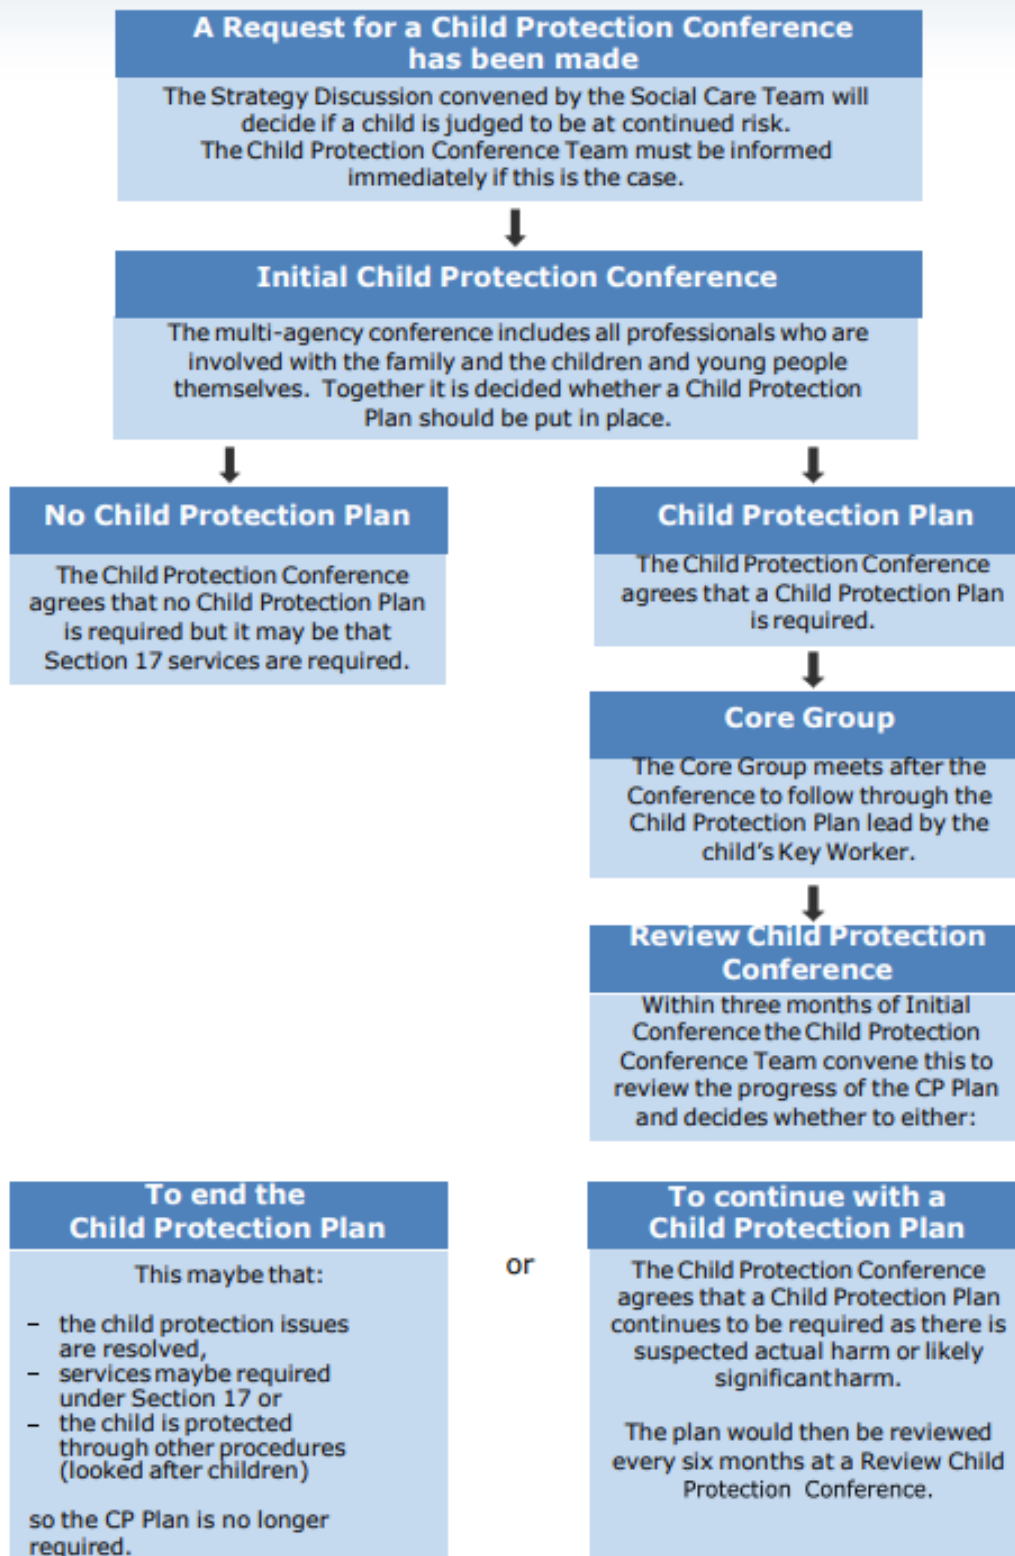 A Request for a Child Protection Conference
has been made
The Strategy Discussion convened by the Social Care Team will
decide if a child is judged to be at continued risk.
The Child Protection Conference Team must be informed
immediately if this is the case.
Initial Child Protection Conference
The multi-agency conference includes all professionals who are
involved with the family and the children and young people
themselves. Together it is decided whether a Child Protection
Plan should be put in place.
No Child Protection Plan
The Child Protection Conference
agrees that no Child Protection Plan
is required but it may be that
Section 17 services are required.
Child Protection Plan
The Child Protection Conference
agrees that a Child Protection Plan
is required.
Core Group
The Core Group meets after the
Conference to follow through the
Child Protection Plan lead by the
child's Key Worker.
Review Child Protection
Conference
Within three months of Initial
Conference the Child Protection
Conference Team convene this to
review the progress of the CP Plan
and decides whether to either:
To end the
Child Protection Plan
This maybe that:
– the child protection issues
are resolved,
– services maybe required
under Section 17 or
– the child is protected
through other procedures
(looked after children)
so the CP Plan is no longer
required.
or
To continue with a
Child Protection Plan
The Child Protection Conference
agrees that a Child Protection Plan
continues to be required as there is
suspected actual harm or likely
significant harm.
The plan would then be reviewed
every six months at a Review Child
Protection Conference.